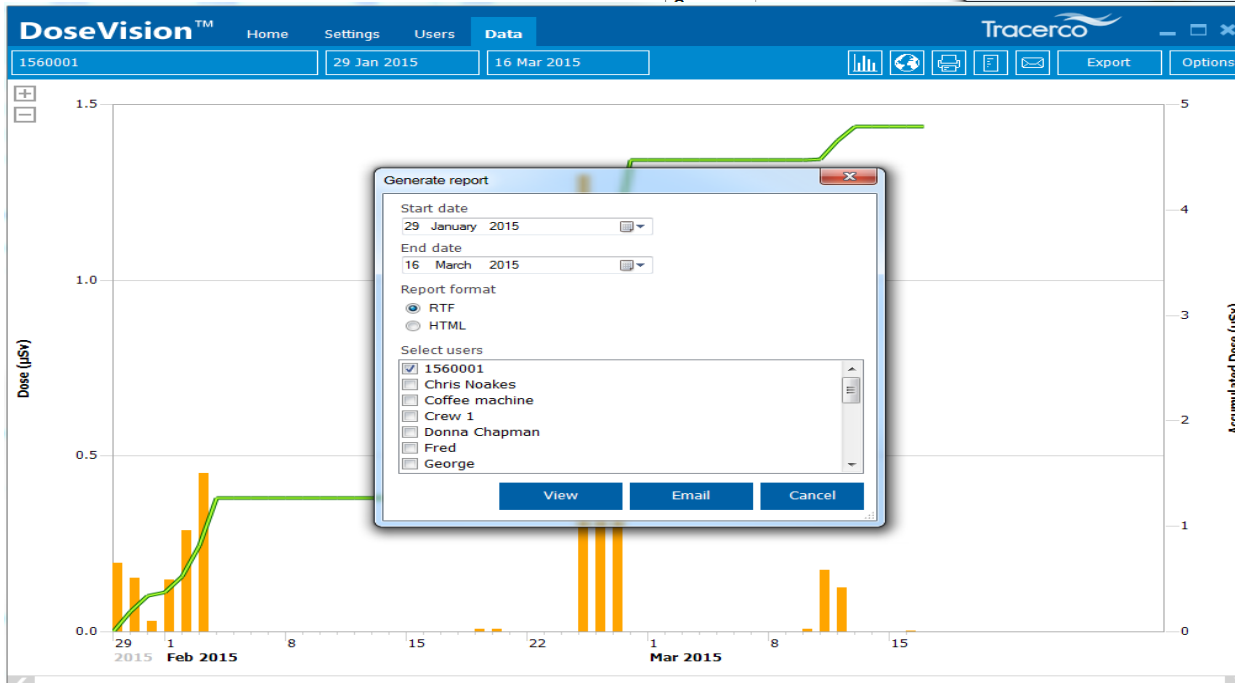 DoseVision™ Home Settings Users Data Tracerco
1560001 29 Jan 2015 16 Mar 2015 Export Options
1.5 5
Generate report
Start date
29 January 2015
4
End date
16 March 2015
1.0
Report format
RTF
3
HTML
Select users
Dose (µSv)
Accumulated Dose (µSv)
1560001
Chris Noakes
Coffee machine
Crew 1
2
Donna Chapman
0.5
Fred
George
View Email Cancel
1
0.0 0
29 1 8 15 22 1 8 15
2015 Feb 2015 Mar 2015